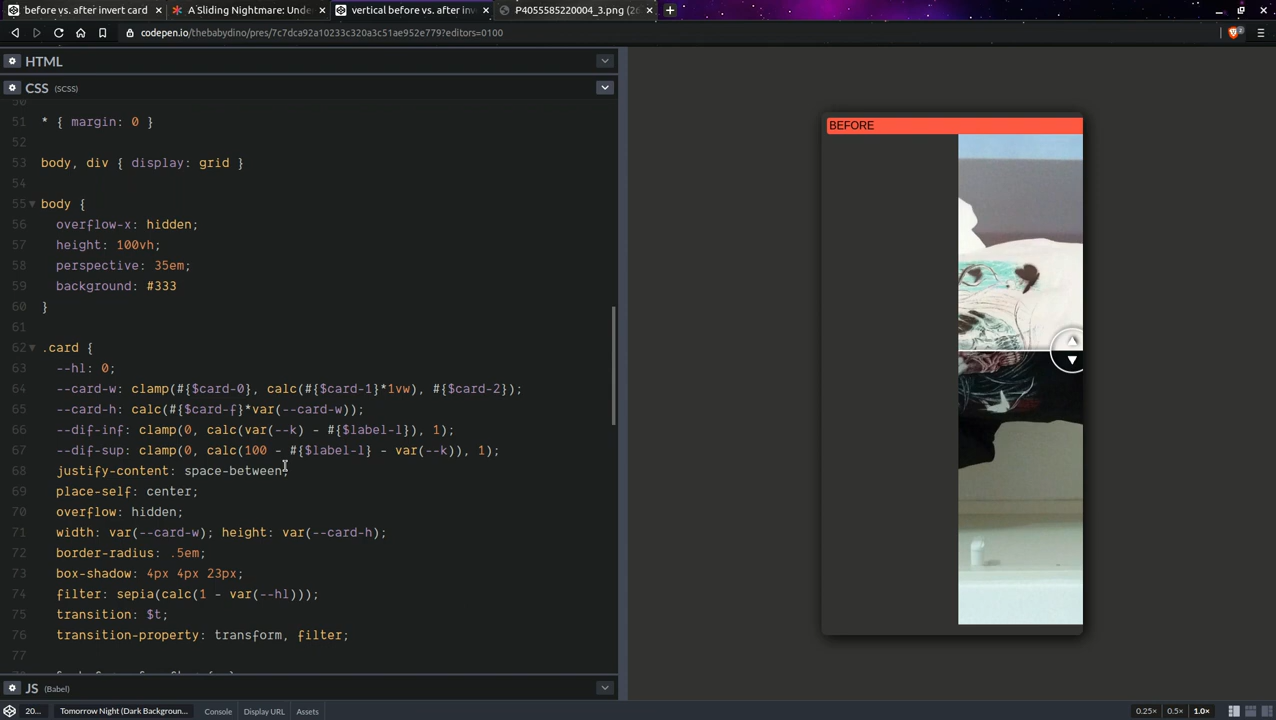 before vs. after invert card
A Sliding Nightmare: Under
vertical before vs. after inv
P4055585220004_3.png (26
codepen.io/thebabydino/pres/7c7dca92a10233c320a3c51ae952e779?editors=0100
2
HTML
CSS (SCSS)
50
51 * { margin: 0 }
52
53 body, div { display: grid }
54
55 body {
56 overflow-x: hidden;
57 height: 100vh;
58 perspective: 35em;
59 background: #333
60 }
61
62 .card {
63 --hl: 0;
64 --card-w: clamp(#{$card-0}, calc(#{$card-1}*1vw), #{$card-2});
65 --card-h: calc(#{$card-f}*var(--card-w));
66 --dif-inf: clamp(0, calc(var(--k) - #{$label-l}), 1);
67 --dif-sup: clamp(0, calc(100 - #{$label-l} - var(--k)), 1);
68 justify-content: space-between;
69 place-self: center;
70 overflow: hidden;
71 width: var(--card-w); height: var(--card-h);
72 border-radius: .5em;
73 box-shadow: 4px 4px 23px;
74 filter: sepia(calc(1 - var(--hl)));
75 transition: $t;
76 transition-property: transform, filter;
77
JS (Babel)
BEFORE
20...
Tomorrow Night (Dark Backgroun...
Console
Display URL
Assets
0.25×
0.5×
1.0×